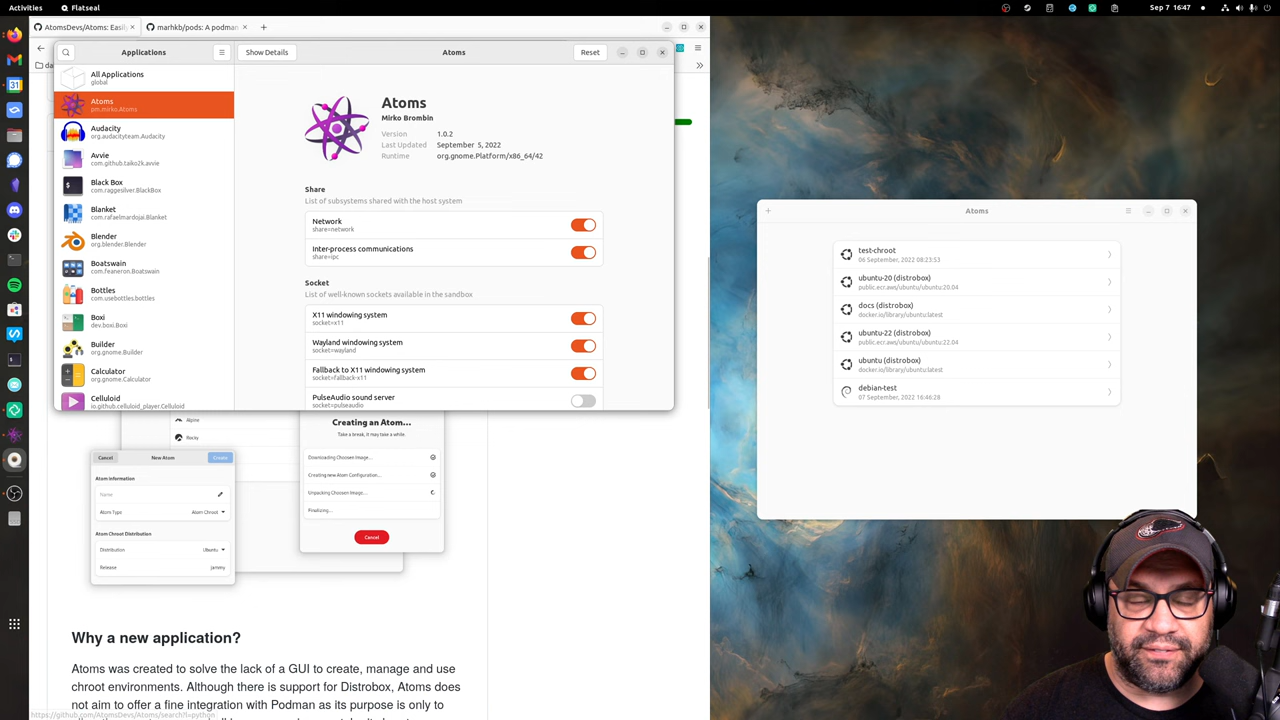 Activities
Flatseal
Sep 7 16:47
AtomsDevs/Atoms: Easily
marhkb/pods: A podman
Applications
Show Details
Atoms
Reset
All Applications
global
Atoms
pm.mirko.Atoms
Audacity
org.audacityteam.Audacity
Avvie
com.github.taiko2k.avvie
Black Box
com.raggesilver.BlackBox
Blanket
com.rafaelmardojai.Blanket
Blender
org.blender.Blender
Boatswain
com.feaneron.Boatswain
Bottles
com.usebottles.bottles
Boxi
dev.boxi.Boxi
Builder
org.gnome.Builder
Calculator
org.gnome.Calculator
Celluloid
io.github.celluloid_player.Celluloid
Atoms
Mirko Brombin
Version 1.0.2
Last Updated September 5, 2022
Runtime org.gnome.Platform/x86_64/42
Share
List of subsystems shared with the host system
Network
share=network
Inter-process communications
share=ipc
Socket
List of well-known sockets available in the sandbox
X11 windowing system
socket=x11
Wayland windowing system
socket=wayland
Fallback to X11 windowing system
socket=fallback-x11
PulseAudio sound server
socket=pulseaudio
Atoms
test-chroot
06 September, 2022 08:23:53
ubuntu-20 (distrobox)
public.ecr.aws/ubuntu/ubuntu:20.04
docs (distrobox)
docker.io/library/ubuntu:latest
ubuntu-22 (distrobox)
public.ecr.aws/ubuntu/ubuntu:22.04
ubuntu (distrobox)
docker.io/library/ubuntu:latest
debian-test
07 September, 2022 16:46:28
Alpine
Rocky
Cancel
New Atom
Create
Atom Information
Name
Atom Type Atom Chroot
Atom Chroot Distribution
Distribution Ubuntu
Release jammy
Creating an Atom...
Take a break, it may take a while.
Downloading Choosen Image...
Creating new Atom Configuration...
Unpacking Choosen Image...
Finalizing...
Cancel
Why a new application?
Atoms was created to solve the lack of a GUI to create, manage and use
chroot environments. Although there is support for Distrobox, Atoms does
not aim to offer a fine integration with Podman as its purpose is only to
https://github.com/AtomsDevs/Atoms/search?l=python